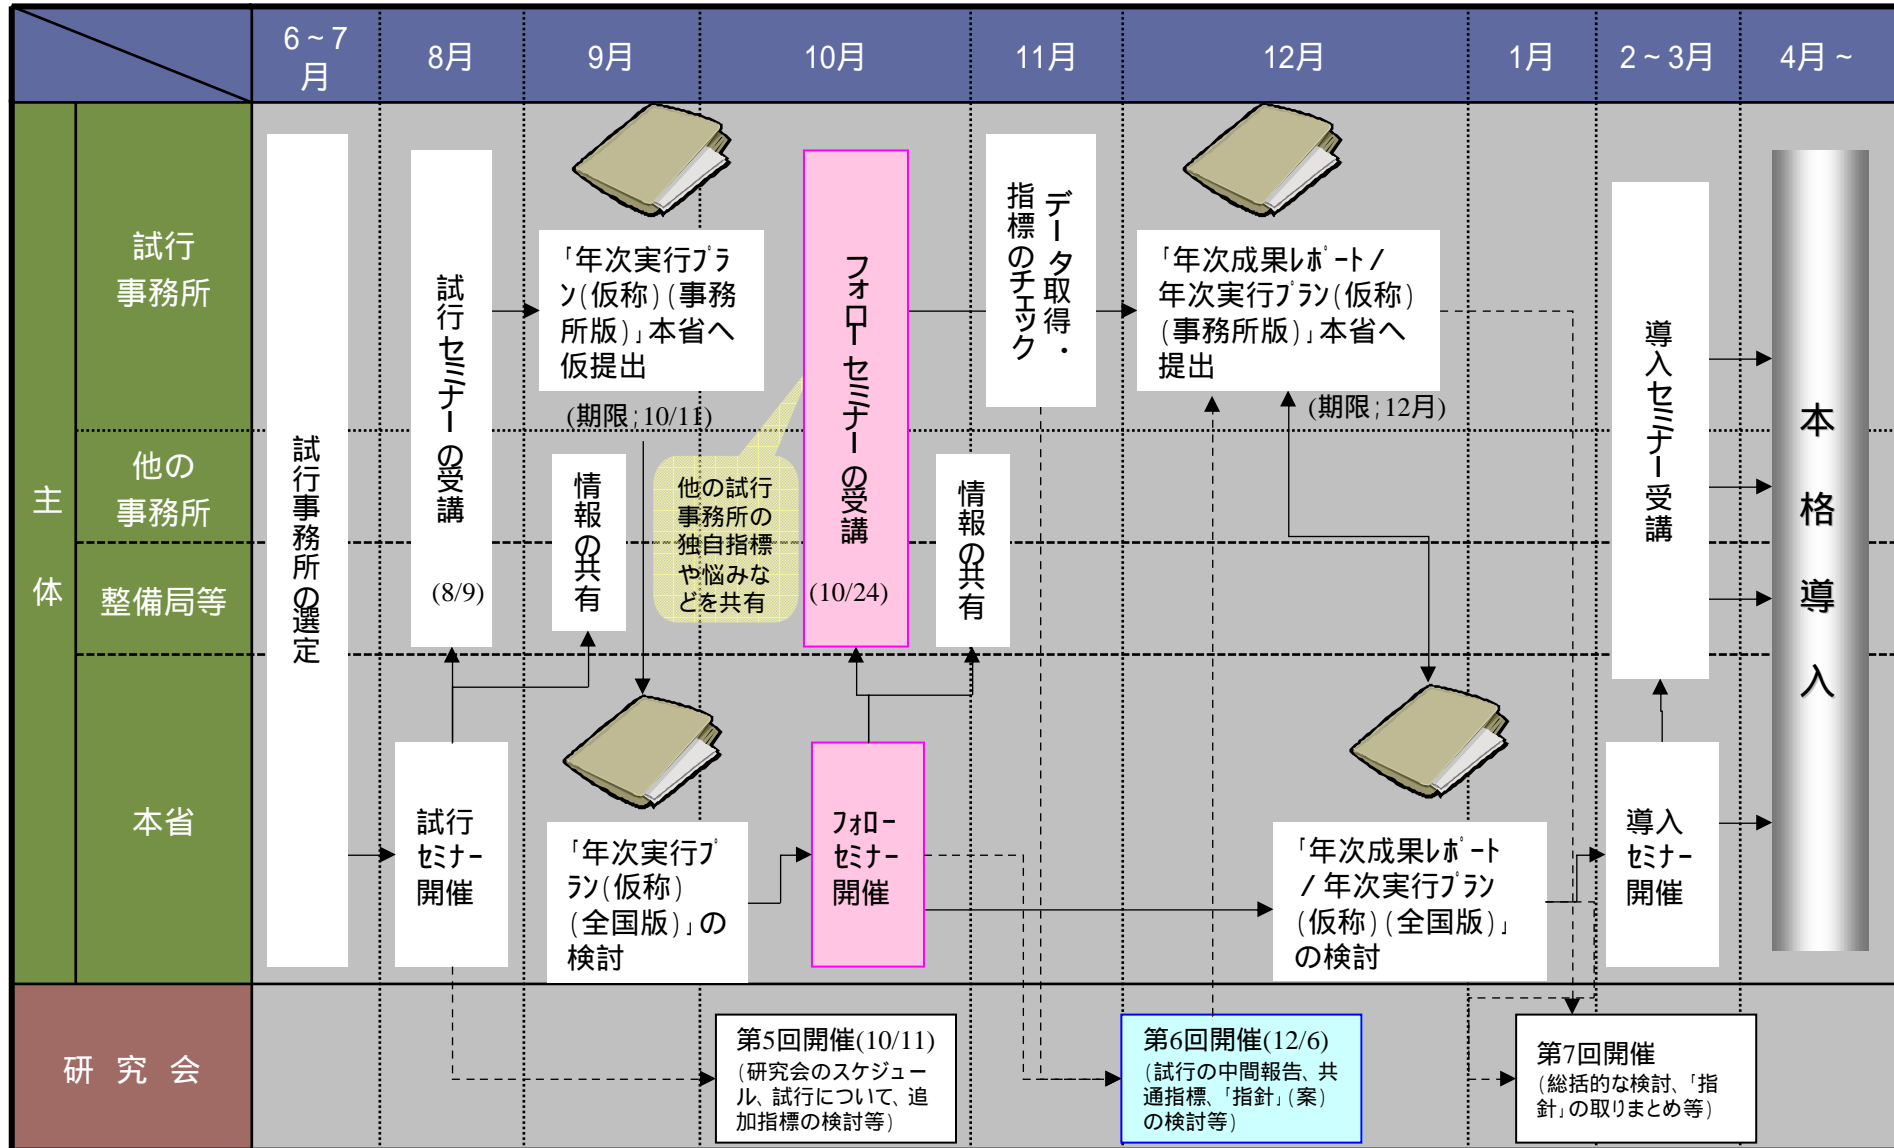 6～7
月
8月
9月
10月
11月
12月
1月
2～3月
4月～
主
体
試行
事務所
他の
事務所
整備局等
本省
研 究 会
試行事務所の選定
試行セミナーの受講
(8/9)
試行
ｾﾐﾅｰ
開催
「年次実行ﾌﾟﾗ
ﾝ(仮称)(事務
所版)」本省へ
仮提出
(期限;10/11)
情報の共有
他の試行
事務所の
独自指標
や悩みな
どを共有
「年次実行ﾌﾟ
ﾗﾝ(仮称)
(全国版)」の
検討
フォローセミナーの受講
(10/24)
ﾌｫﾛｰ
ｾﾐﾅｰ
開催
情報の共有
データ取得・
指標のチェック
「年次成果ﾚﾎﾟｰﾄ/
年次実行ﾌﾟﾗﾝ(仮称)
(事務所版)」本省へ
提出
(期限;12月)
「年次成果ﾚﾎﾟｰﾄ
/年次実行ﾌﾟﾗﾝ
(仮称)(全国版)」
の検討
導入セミナー受講
導入
ｾﾐﾅｰ
開催
本格導入
第5回開催(10/11)
(研究会のスケジュー
ル、試行について、追
加指標の検討等)
第6回開催(12/6)
(試行の中間報告、共
通指標、「指針」(案)
の検討等)
第7回開催
(総括的な検討、「指
針」の取りまとめ等)